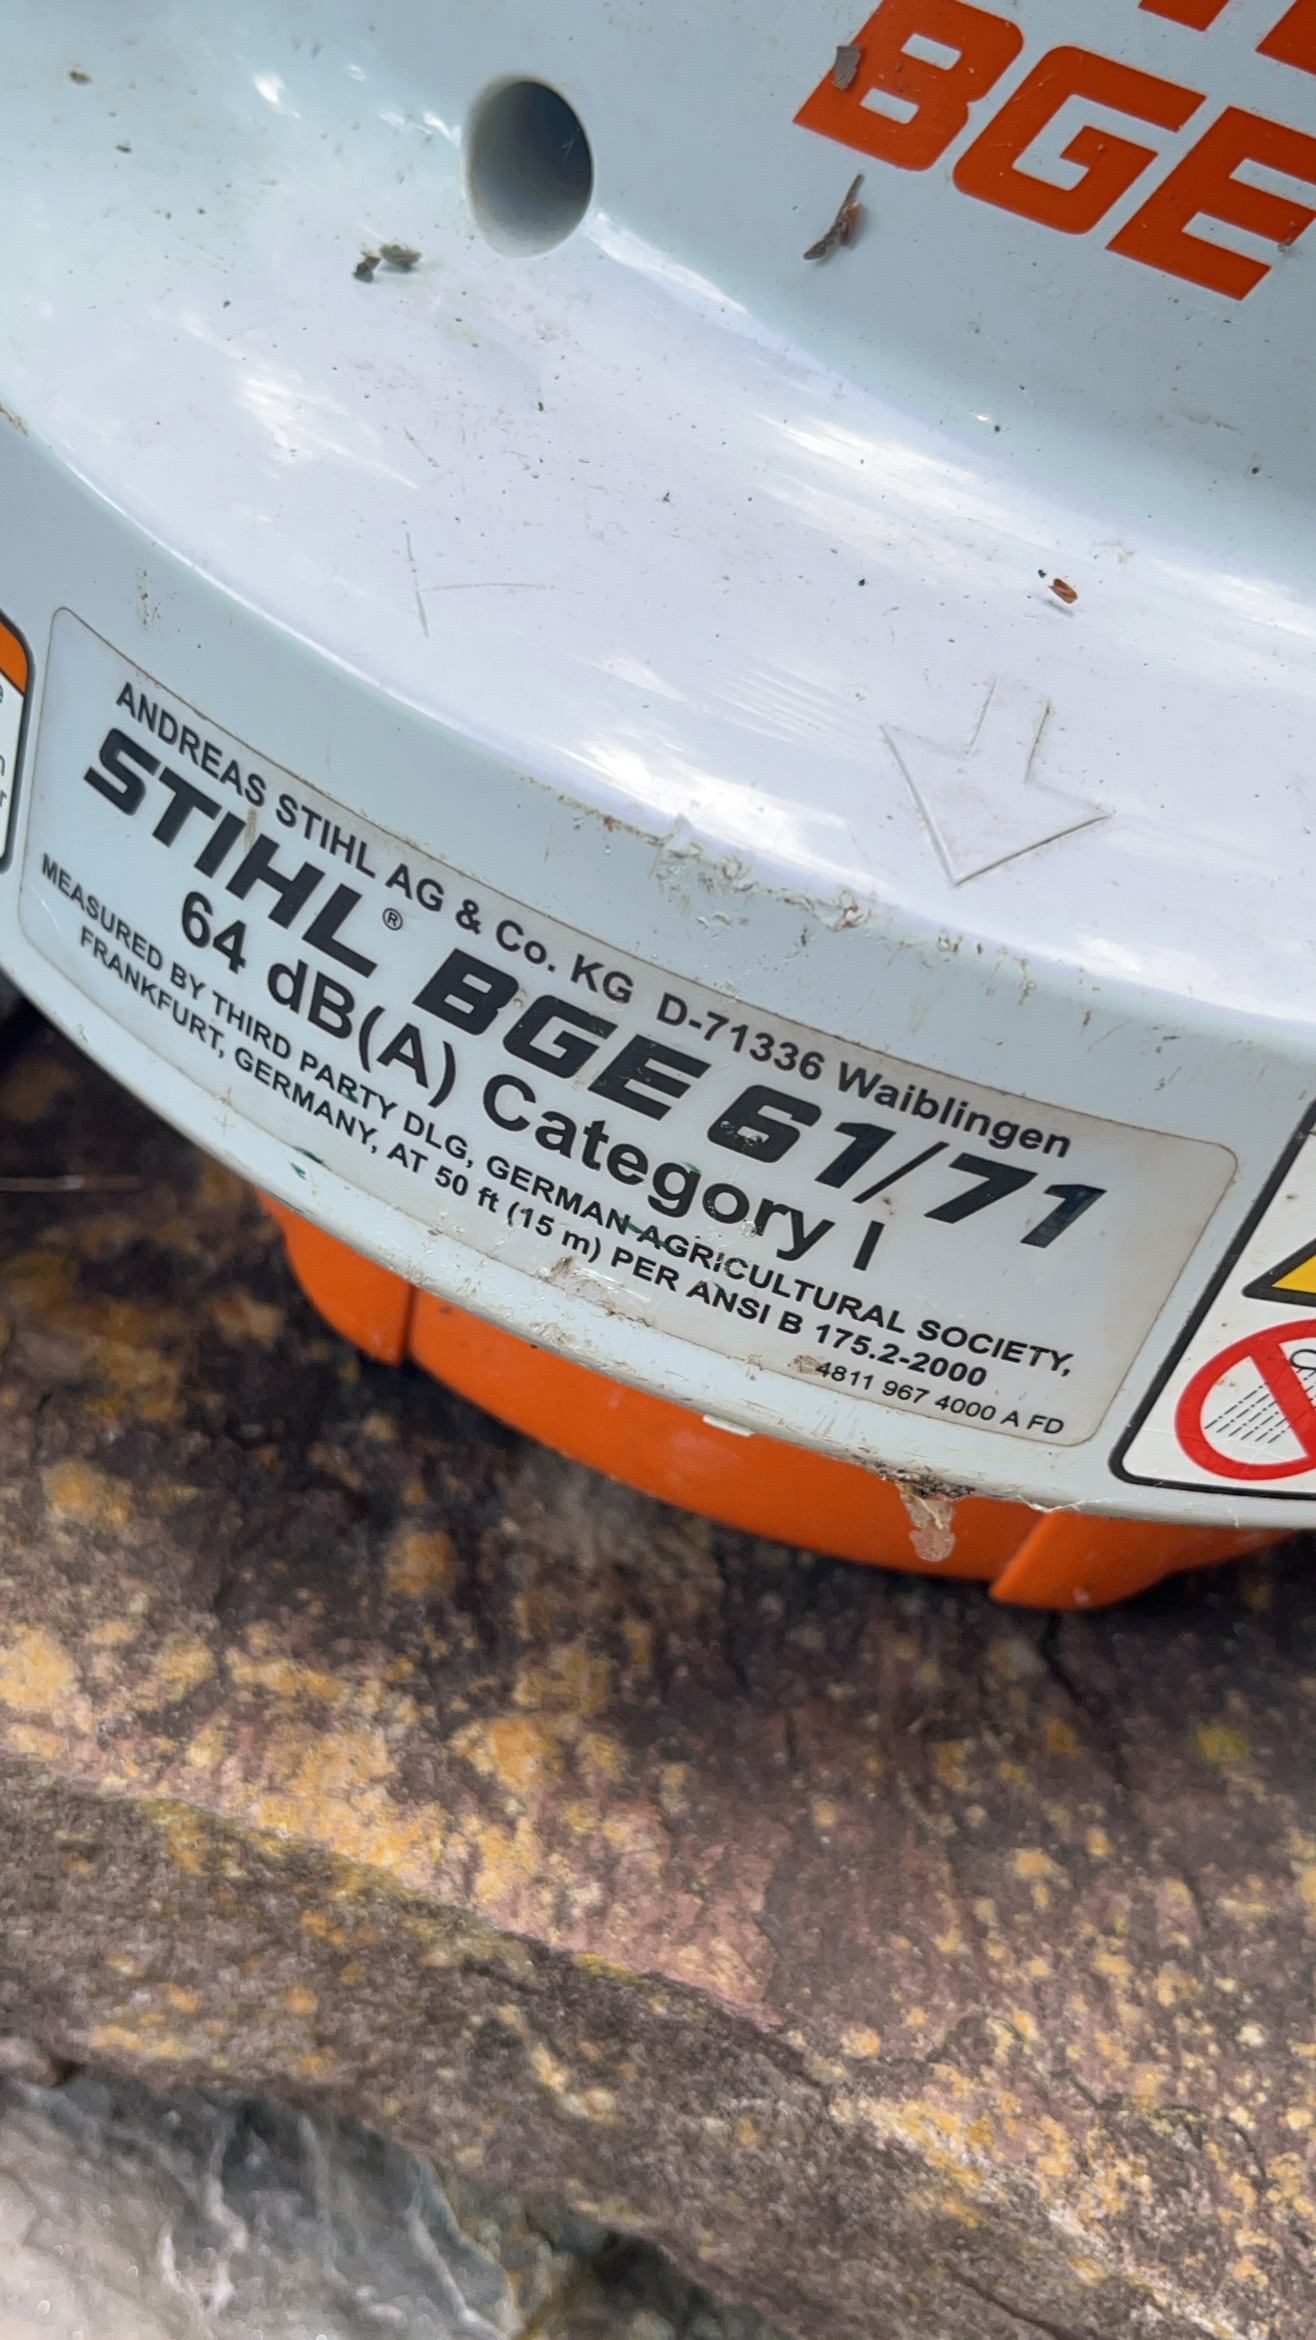 BGE
ANDREAS STIHL AG & Co. KG D-71336 Waiblingen
STIHL® BGE 61/71
64 dB(A) Category I
MEASURED BY THIRD PARTY DLG, GERMAN AGRICULTURAL SOCIETY,
FRANKFURT, GERMANY, AT 50 ft (15 m) PER ANSI B 175.2-2000
4811 967 4000 A FD